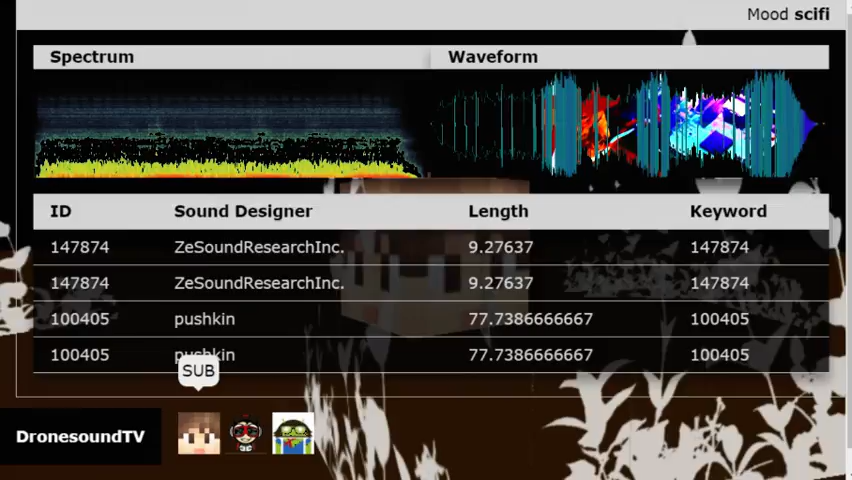 Mood scifi
Spectrum Waveform
ID Sound Designer Length Keyword
147874 ZeSoundResearchInc. 9.27637 147874
147874 ZeSoundResearchInc. 9.27637 147874
100405 pushkin 77.7386666667 100405
100405 pushkin 77.7386666667 100405
SUB
DronesoundTV